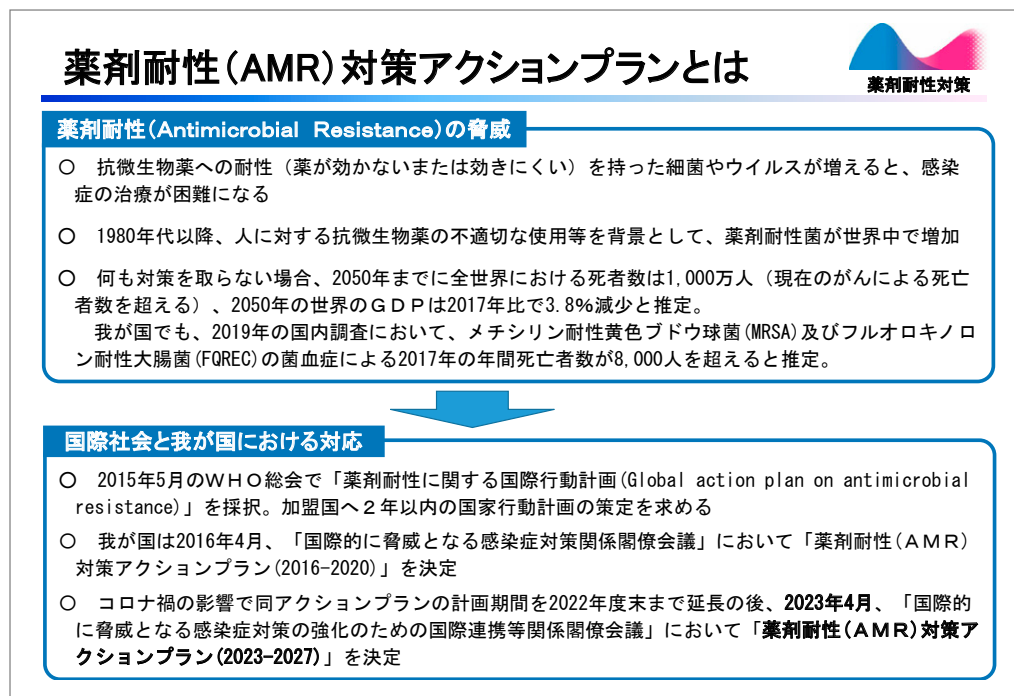 薬剤耐性(AMR)対策アクションプランとは
薬剤耐性対策
薬剤耐性(Antimicrobial Resistance)の脅威
○ 抗微生物薬への耐性（薬が効かないまたは効きにくい）を持った細菌やウイルスが増えると、感染
症の治療が困難になる
○ 1980年代以降、人に対する抗微生物薬の不適切な使用等を背景として、薬剤耐性菌が世界中で増加
○ 何も対策を取らない場合、2050年までに全世界における死者数は1,000万人（現在のがんによる死亡
者数を超える）、2050年の世界のＧＤＰは2017年比で3.8%減少と推定。
我が国でも、2019年の国内調査において、メチシリン耐性黄色ブドウ球菌(MRSA)及びフルオロキノロ
ン耐性大腸菌(FQREC)の菌血症による2017年の年間死亡者数が8,000人を超えると推定。
国際社会と我が国における対応
○ 2015年5月のＷＨＯ総会で「薬剤耐性に関する国際行動計画(Global action plan on antimicrobial
resistance)」を採択。加盟国へ２年以内の国家行動計画の策定を求める
○ 我が国は2016年4月、「国際的に脅威となる感染症対策関係閣僚会議」において「薬剤耐性(ＡＭＲ)
対策アクションプラン(2016-2020)」を決定
○ コロナ禍の影響で同アクションプランの計画期間を2022年度末まで延長の後、2023年4月、「国際的
に脅威となる感染症対策の強化のための国際連携等関係閣僚会議」において「薬剤耐性(AMR)対策ア
クションプラン(2023-2027)」を決定